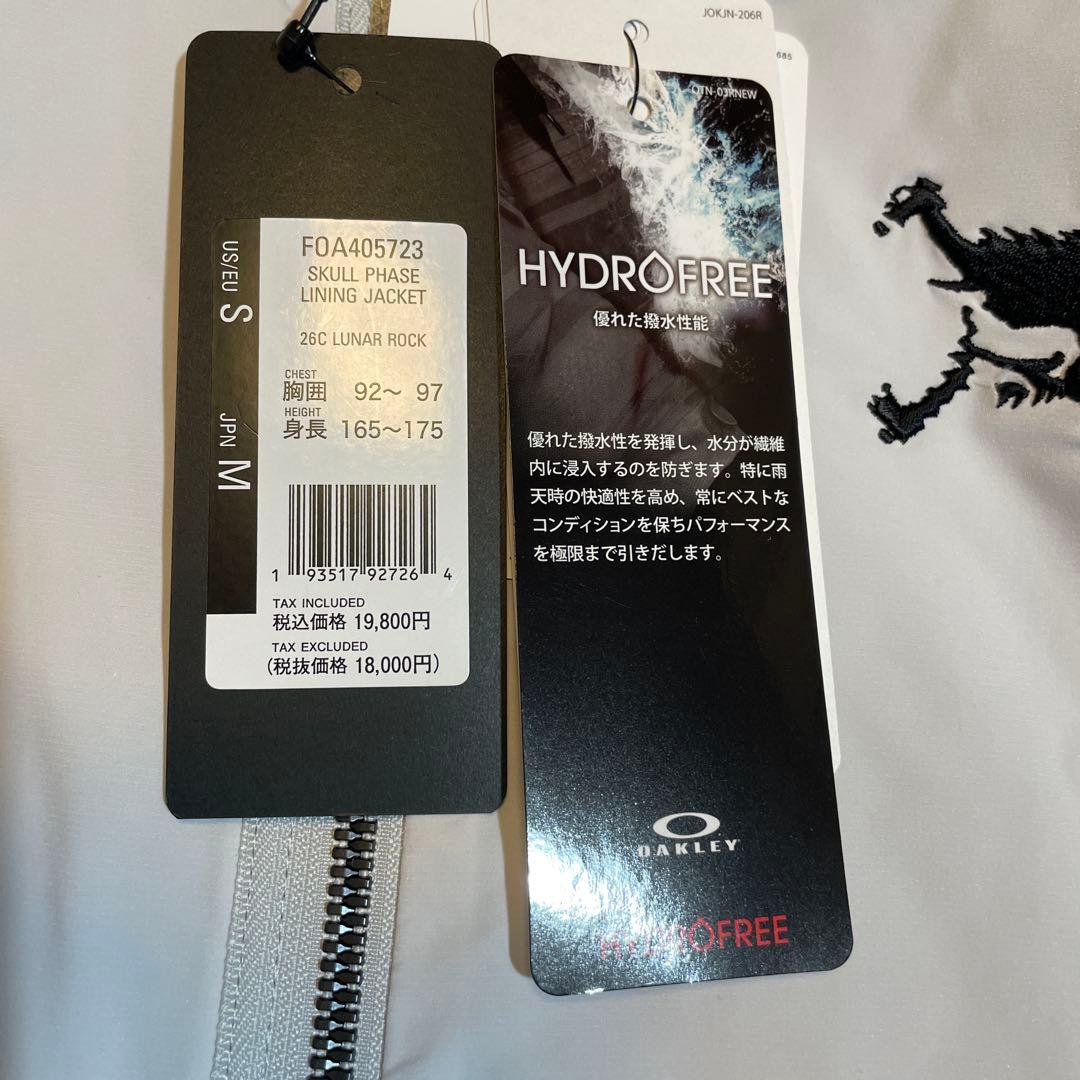 JOKJN-206R
685
OTN-03RNEW
US/EU S
JPN M
FOA405723
SKULL PHASE
LINING JACKET
26C LUNAR ROCK
CHEST
胸囲 92～ 97
HEIGHT
身長 165～175
1 93517 92726 4
TAX INCLUDED
税込価格 19,800円
TAX EXCLUDED
(税抜価格 18,000円)
HYDROFREE
優れた撥水性能
優れた撥水性を発揮し、水分が繊維
内に浸入するのを防ぎます。特に雨
天時の快適性を高め、常にベストな
コンディションを保ちパフォーマンス
を極限まで引きだします。
OAKLEY
HYDROFREE